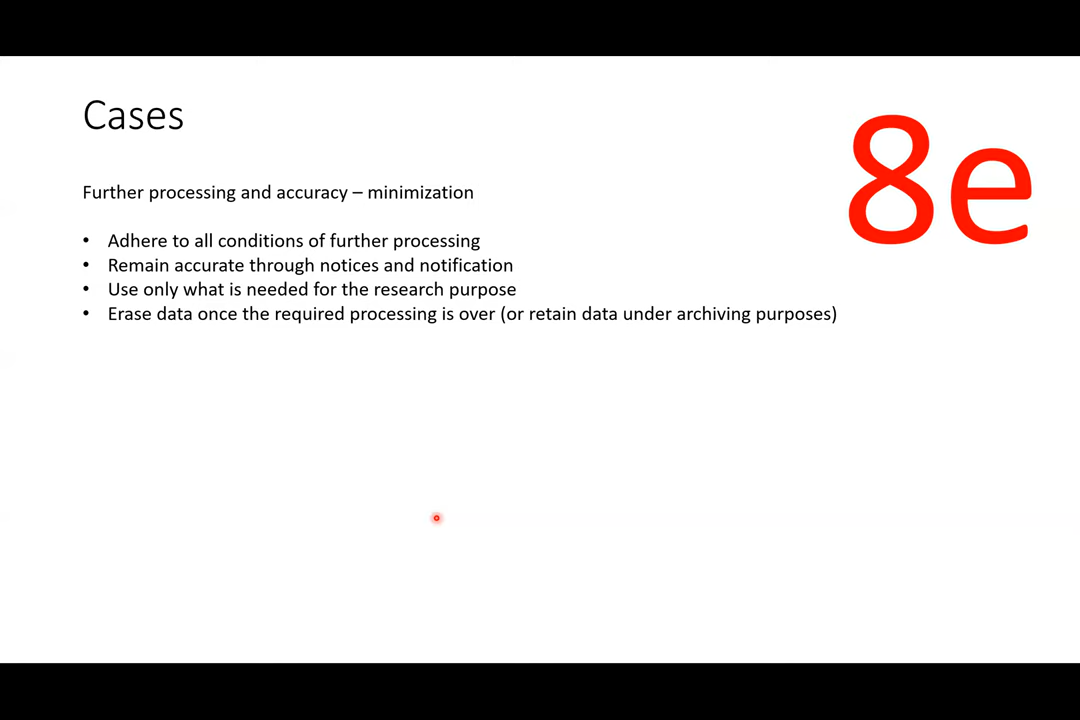 Cases
8e
Further processing and accuracy – minimization
• Adhere to all conditions of further processing
• Remain accurate through notices and notification
• Use only what is needed for the research purpose
• Erase data once the required processing is over (or retain data under archiving purposes)